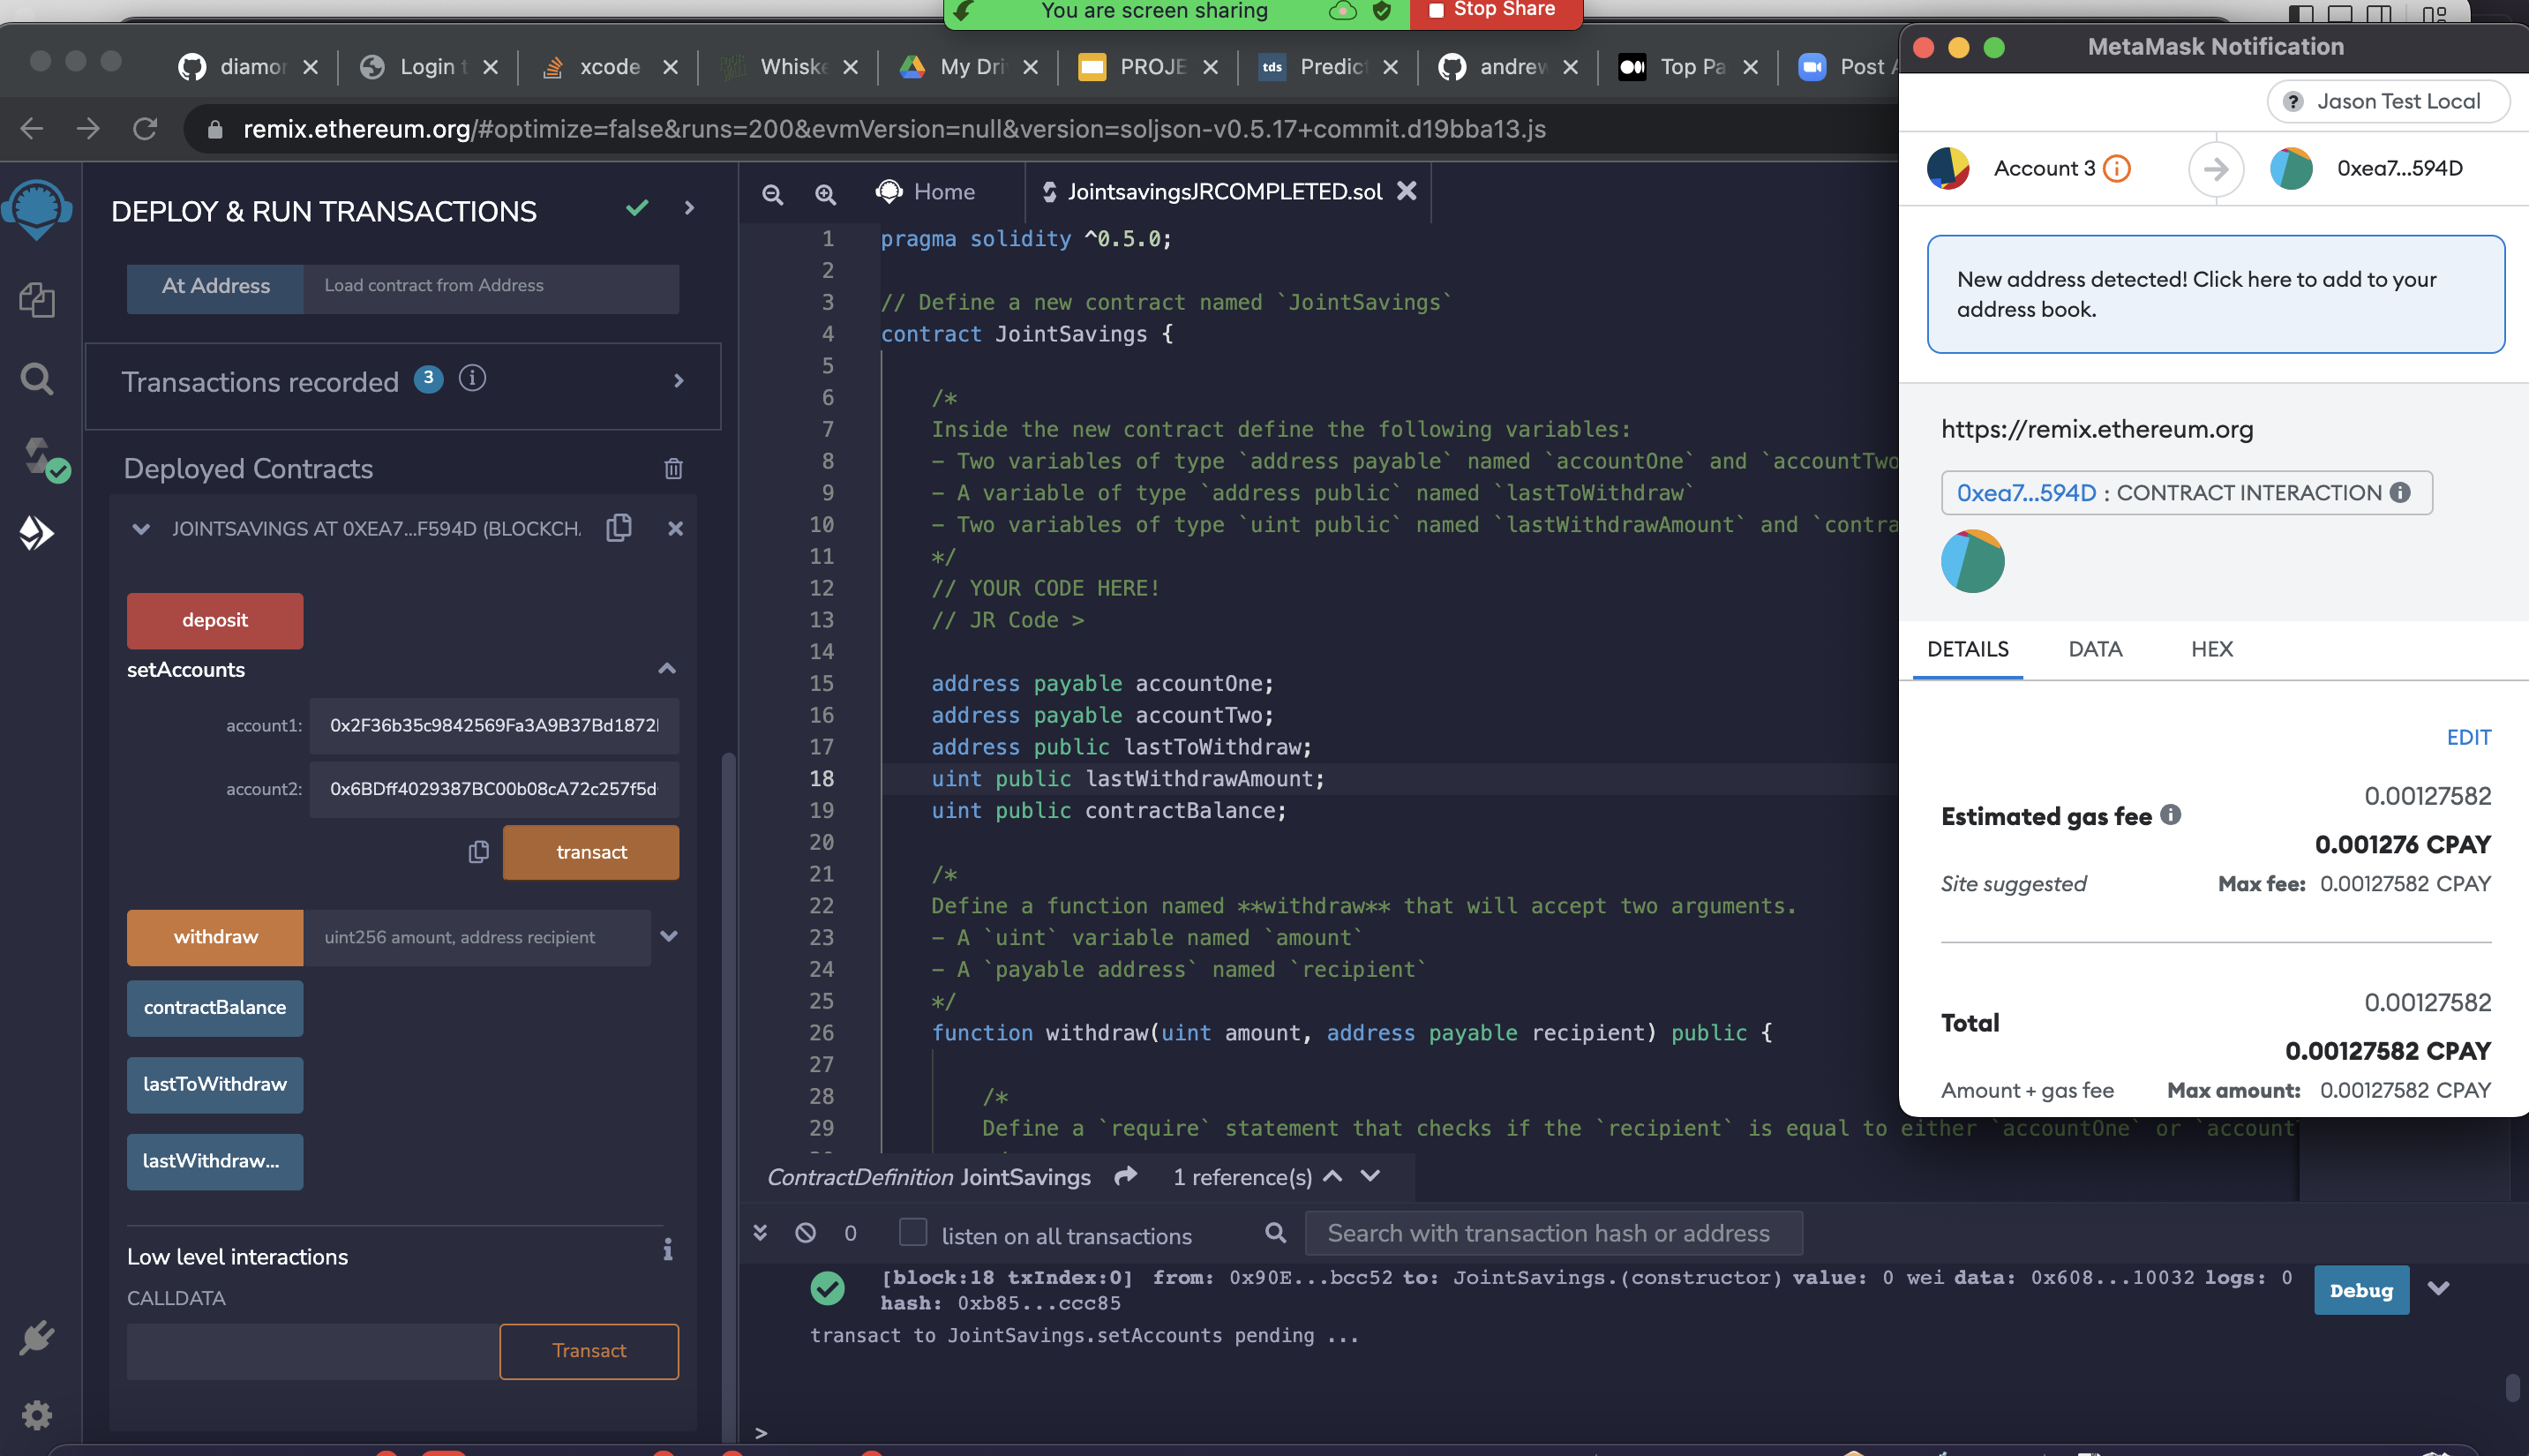 You are screen sharing
Stop Share
diamor
Login t
xcode
Whiske
My Dri
PROJE
tds
Predict
andrew
Top Pa
Post A
remix.ethereum.org/#optimize=false&runs=200&evmVersion=null&version=soljson-v0.5.17+commit.d19bba13.js
DEPLOY & RUN TRANSACTIONS
At Address
Load contract from Address
Transactions recorded 3
Deployed Contracts
JOINTSAVINGS AT 0XEA7...F594D (BLOCKCH
deposit
setAccounts
account1: 0x2F36b35c9842569Fa3A9B37Bd1872
account2: 0x6BDff4029387BC00b08cA72c257f5d
transact
withdraw
uint256 amount, address recipient
contractBalance
lastToWithdraw
lastWithdraw...
Low level interactions
CALLDATA
Transact
Home
JointsavingsJRCOMPLETED.sol
1 pragma solidity ^0.5.0;
2
3 // Define a new contract named `JointSavings`
4 contract JointSavings {
5
6 /*
7 Inside the new contract define the following variables:
8 - Two variables of type `address payable` named `accountOne` and `accountTwo
9 - A variable of type `address public` named `lastToWithdraw`
10 - Two variables of type `uint public` named `lastWithdrawAmount` and `contra
11 */
12 // YOUR CODE HERE!
13 // JR Code >
14
15 address payable accountOne;
16 address payable accountTwo;
17 address public lastToWithdraw;
18 uint public lastWithdrawAmount;
19 uint public contractBalance;
20
21 /*
22 Define a function named **withdraw** that will accept two arguments.
23 - A `uint` variable named `amount`
24 - A `payable address` named `recipient`
25 */
26 function withdraw(uint amount, address payable recipient) public {
27
28 /*
29 Define a `require` statement that checks if the `recipient` is equal to either `accountOne` or `account
ContractDefinition JointSavings 1 reference(s)
0
listen on all transactions
Search with transaction hash or address
[block:18 txIndex:0] from: 0x90E...bcc52 to: JointSavings.(constructor) value: 0 wei data: 0x608...10032 logs: 0
hash: 0xb85...ccc85
Debug
transact to JointSavings.setAccounts pending ...
>
MetaMask Notification
Jason Test Local
Account 3
0xea7...594D
New address detected! Click here to add to your
address book.
https://remix.ethereum.org
0xea7...594D : CONTRACT INTERACTION
DETAILS
DATA
HEX
EDIT
0.00127582
Estimated gas fee
0.001276 CPAY
Site suggested
Max fee: 0.00127582 CPAY
0.00127582
Total
0.00127582 CPAY
Amount + gas fee
Max amount: 0.00127582 CPAY